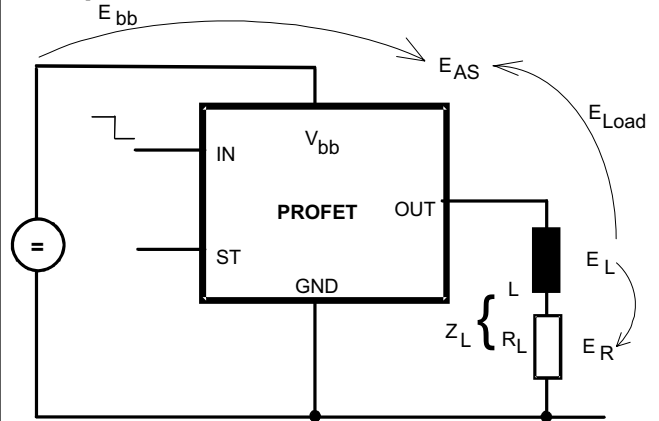 E bb
E AS
E Load
V bb
IN
PROFET
OUT
=
ST
E L
GND
L
Z L { R L
E R